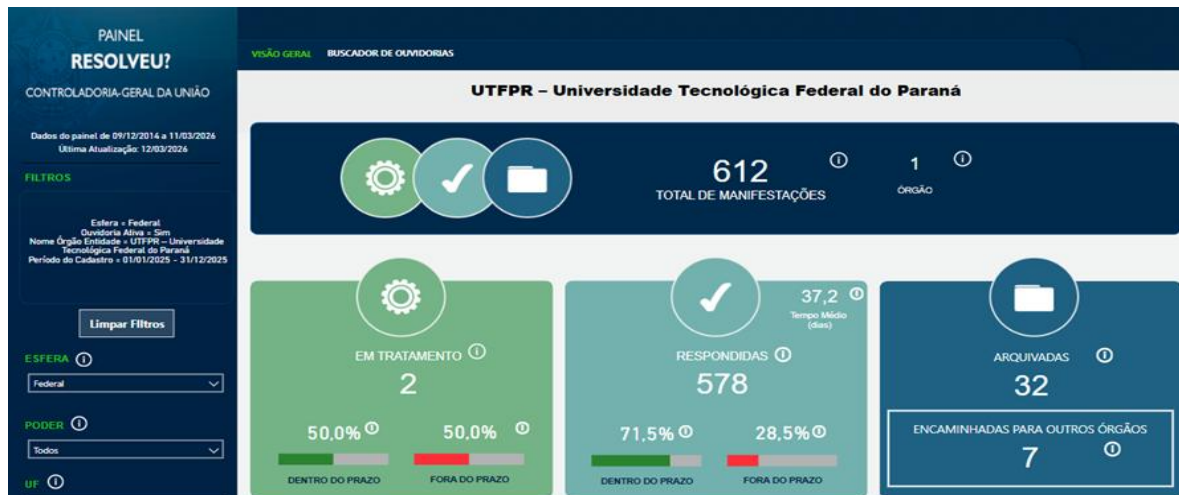 PAINEL
RESOLVEU?
CONTROLADORIA-GERAL DA UNIÃO
Dados do painel de 09/12/2014 a 11/03/2026
Última Atualização: 12/03/2026
FILTROS
Esfera = Federal
Ouvidoria Ativa = Sim
Nome Órgão Entidade = UTFPR – Universidade
Tecnológica Federal do Paraná
Período do Cadastro = 01/01/2025 - 31/12/2025
Limpar FIltros
ESFERA
Federal
PODER
Todos
UF
VISÃO GERAL BUSCADOR DE OUVIDORIAS
UTFPR – Universidade Tecnológica Federal do Paraná
612
TOTAL DE MANIFESTAÇÕES
1
ÓRGÃO
EM TRATAMENTO
2
50,0% 50,0%
DENTRO DO PRAZO FORA DO PRAZO
37,2
Tempo Médio
(dias)
RESPONDIDAS
578
71,5% 28,5%
DENTRO DO PRAZO FORA DO PRAZO
ARQUIVADAS
32
ENCAMINHADAS PARA OUTROS ÓRGÃOS
7